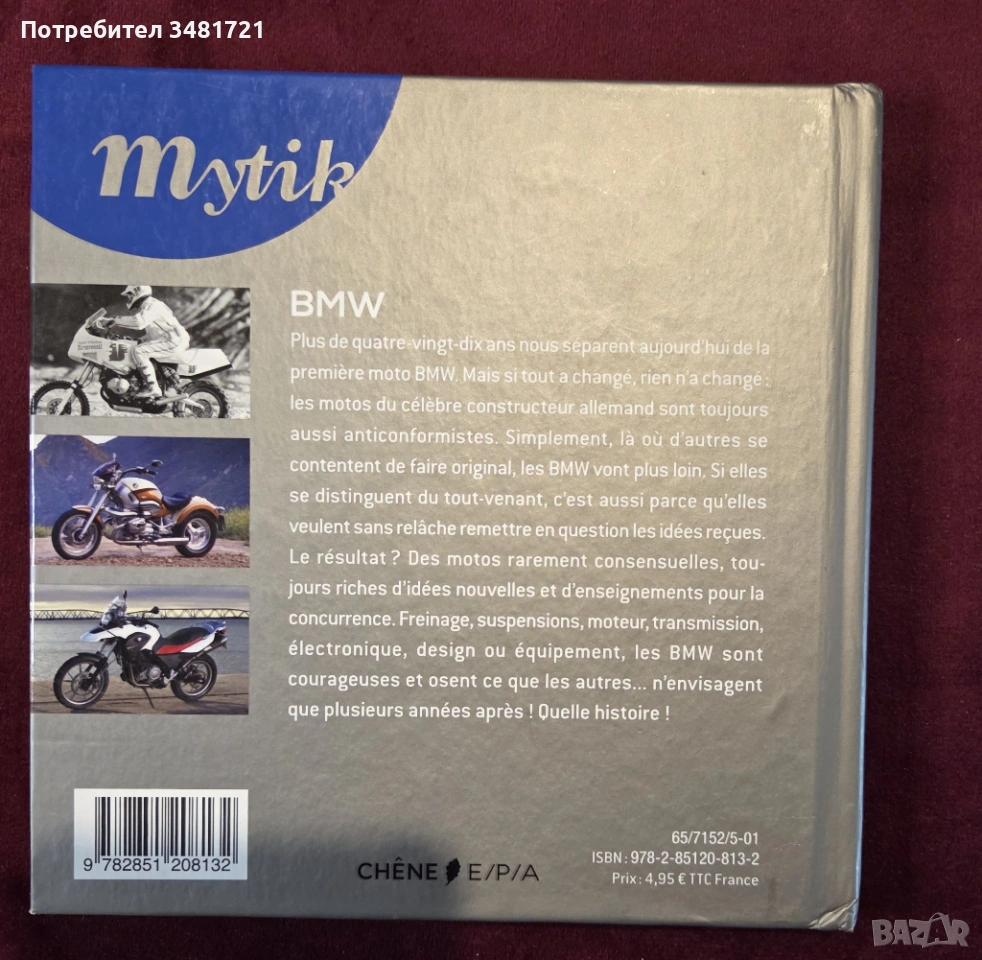 Потребител 3481721
mytik
BMW
Plus de quatre-vingt-dix ans nous séparent aujourd'hui de la
première moto BMW. Mais si tout a changé, rien n'a changé :
les motos du célèbre constructeur allemand sont toujours
aussi anticonformistes. Simplement, là où d'autres se
contentent de faire original, les BMW vont plus loin. Si elles
se distinguent du tout-venant, c'est aussi parce qu'elles
veulent sans relâche remettre en question les idées reçues.
Le résultat ? Des motos rarement consensuelles, tou-
jours riches d'idées nouvelles et d'enseignements pour la
concurrence. Freinage, suspensions, moteur, transmission,
électronique, design ou équipement, les BMW sont
courageuses et osent ce que les autres... n'envisagent
que plusieurs années après ! Quelle histoire !
9 782851 208132
CHÊNE E/P/A
65/7152/5-01
ISBN : 978-2-85120-813-2
Prix : 4,95 € TTC France
BAZAR